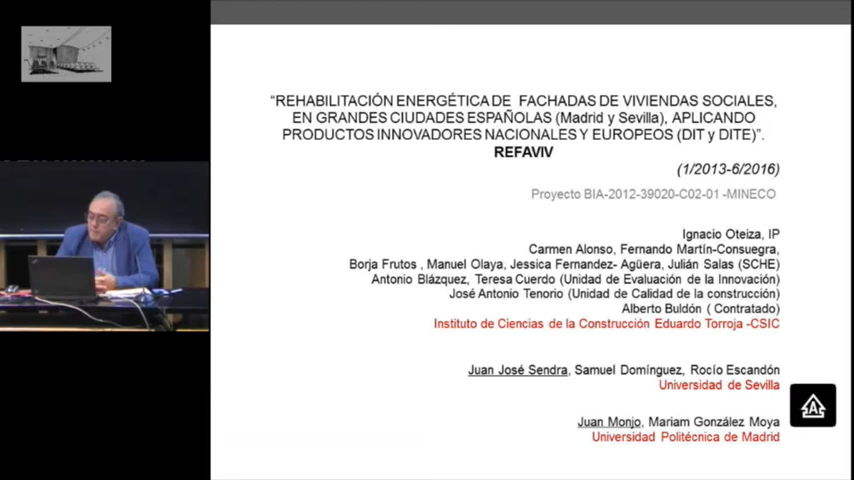 “REHABILITACIÓN ENERGÉTICA DE FACHADAS DE VIVIENDAS SOCIALES,
EN GRANDES CIUDADES ESPAÑOLAS (Madrid y Sevilla), APLICANDO
PRODUCTOS INNOVADORES NACIONALES Y EUROPEOS (DIT y DITE)”.
REFAVIV
(1/2013-6/2016)
Proyecto BIA-2012-39020-C02-01 -MINECO
Ignacio Oteiza, IP
Carmen Alonso, Fernando Martín-Consuegra,
Borja Frutos , Manuel Olaya, Jessica Fernandez- Agüera, Julián Salas (SCHE)
Antonio Blázquez, Teresa Cuerdo (Unidad de Evaluación de la Innovación)
José Antonio Tenorio (Unidad de Calidad de la construcción)
Alberto Buldón ( Contratado)
Instituto de Ciencias de la Construcción Eduardo Torroja -CSIC
Juan José Sendra, Samuel Domínguez, Rocío Escandón
Universidad de Sevilla
Juan Monjo, Mariam González Moya
Universidad Politécnica de Madrid